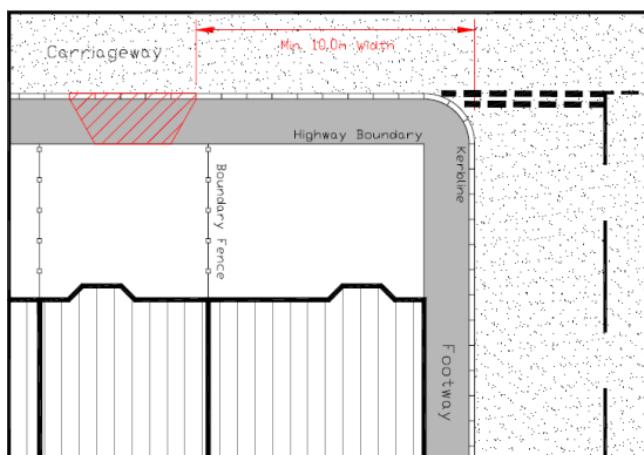 Carriageway
Min. 10.0m Width
Highway Boundary
Kerbline
Boundary Fence
Footway